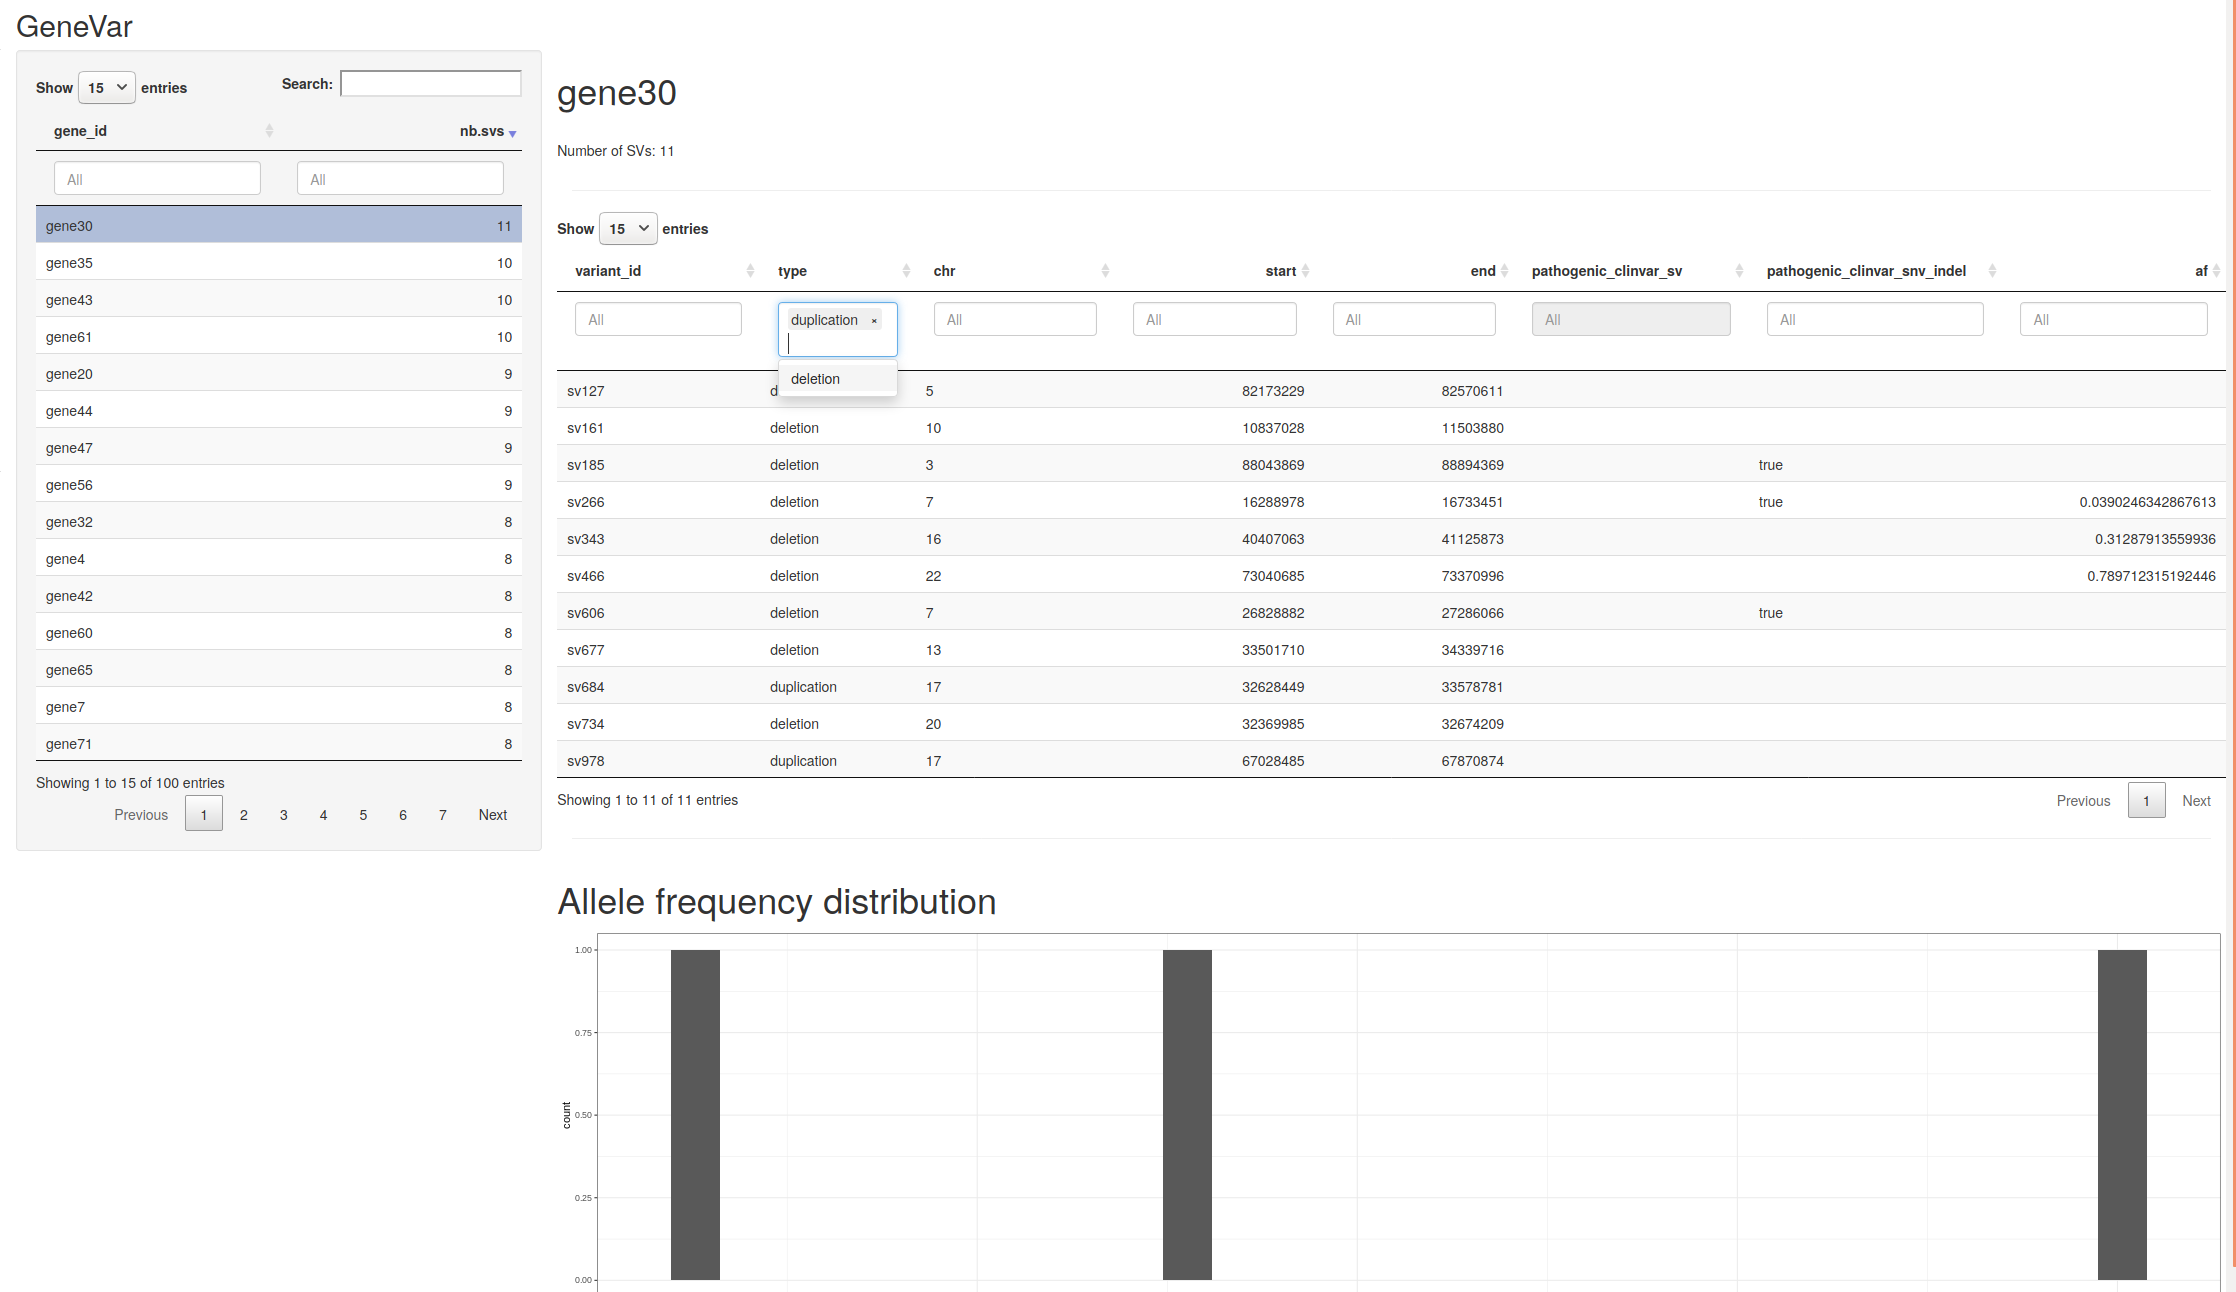 GeneVar
Show 15 entries Search:
gene_id nb.svs
All All
gene30 11
gene35 10
gene43 10
gene61 10
gene20 9
gene44 9
gene47 9
gene56 9
gene32 8
gene4 8
gene42 8
gene60 8
gene65 8
gene7 8
gene71 8
Showing 1 to 15 of 100 entries
Previous 1 2 3 4 5 6 7 Next
gene30
Number of SVs: 11
Show 15 entries
variant_id type chr start end pathogenic_clinvar_sv pathogenic_clinvar_snv_indel af
All duplication × All All All All All All
deletion
sv127 d 5 82173229 82570611
sv161 deletion 10 10837028 11503880
sv185 deletion 3 88043869 88894369 true
sv266 deletion 7 16288978 16733451 true 0.0390246342867613
sv343 deletion 16 40407063 41125873 0.31287913559936
sv466 deletion 22 73040685 73370996 0.789712315192446
sv606 deletion 7 26828882 27286066 true
sv677 deletion 13 33501710 34339716
sv684 duplication 17 32628449 33578781
sv734 deletion 20 32369985 32674209
sv978 duplication 17 67028485 67870874
Showing 1 to 11 of 11 entries
Previous 1 Next
Allele frequency distribution
1.00
0.75
0.50
0.25
0.00
count